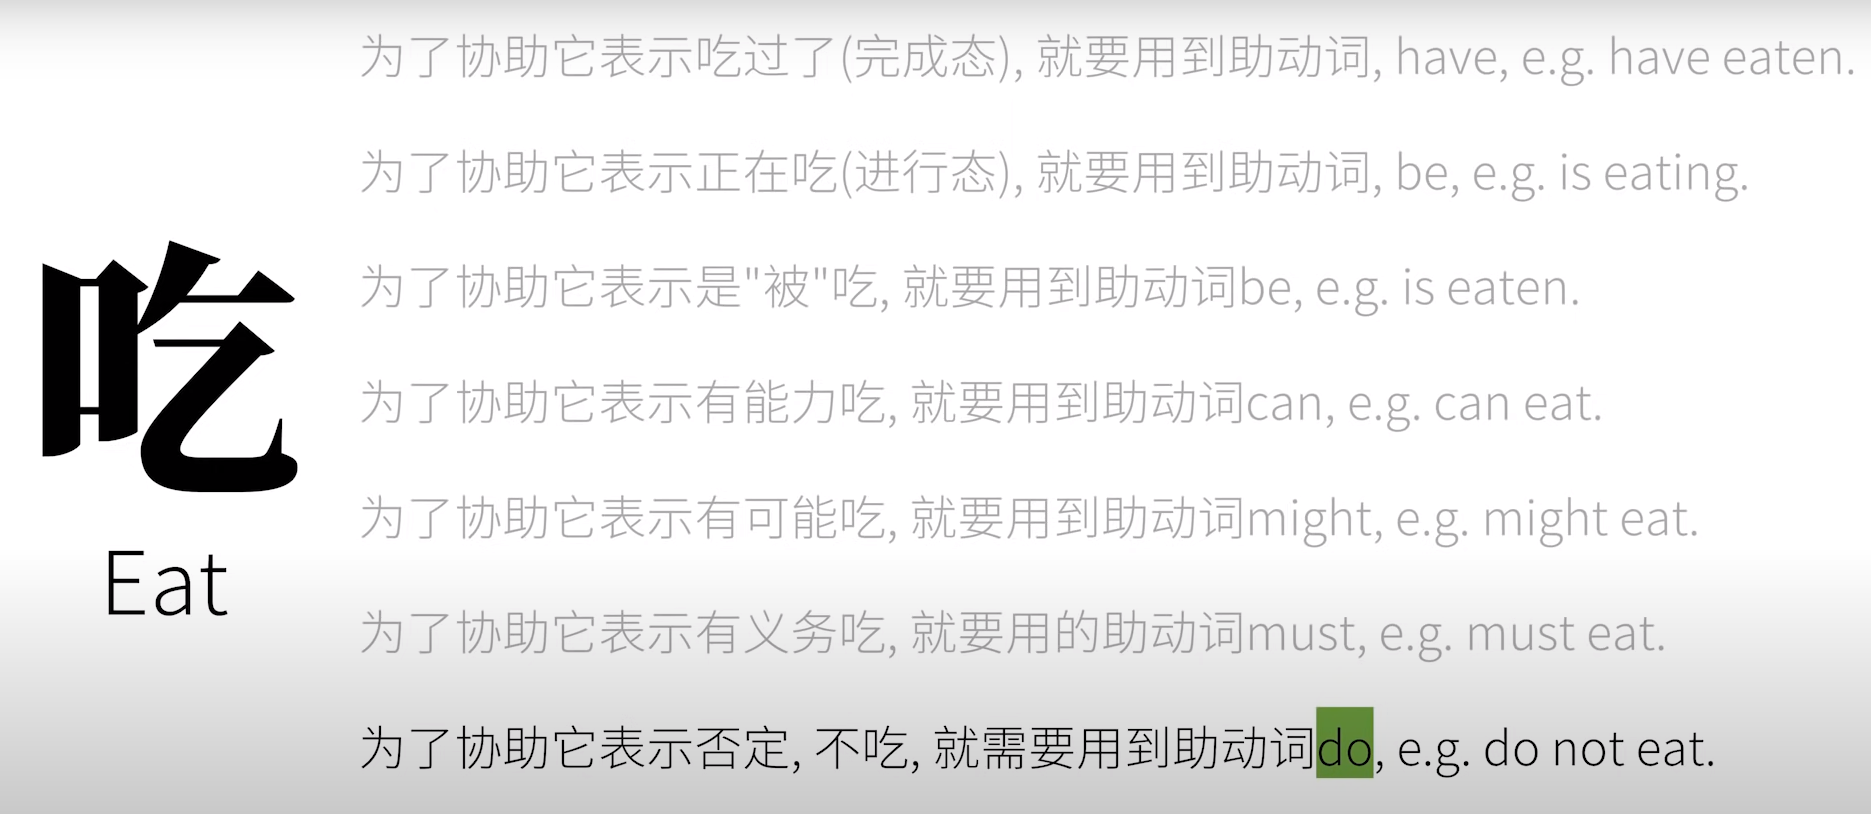 为了协助它表示吃过了(完成态), 就要用到助动词, have, e.g. have eaten.
为了协助它表示正在吃(进行态), 就要用到助动词, be, e.g. is eating.
为了协助它表示是"被"吃, 就要用到助动词be, e.g. is eaten.
吃
Eat
为了协助它表示有能力吃, 就要用到助动词can, e.g. can eat.
为了协助它表示有可能吃, 就要用到助动词might, e.g. might eat.
为了协助它表示有义务吃, 就要用的助动词must, e.g. must eat.
为了协助它表示否定, 不吃, 就需要用到助动词do, e.g. do not eat.